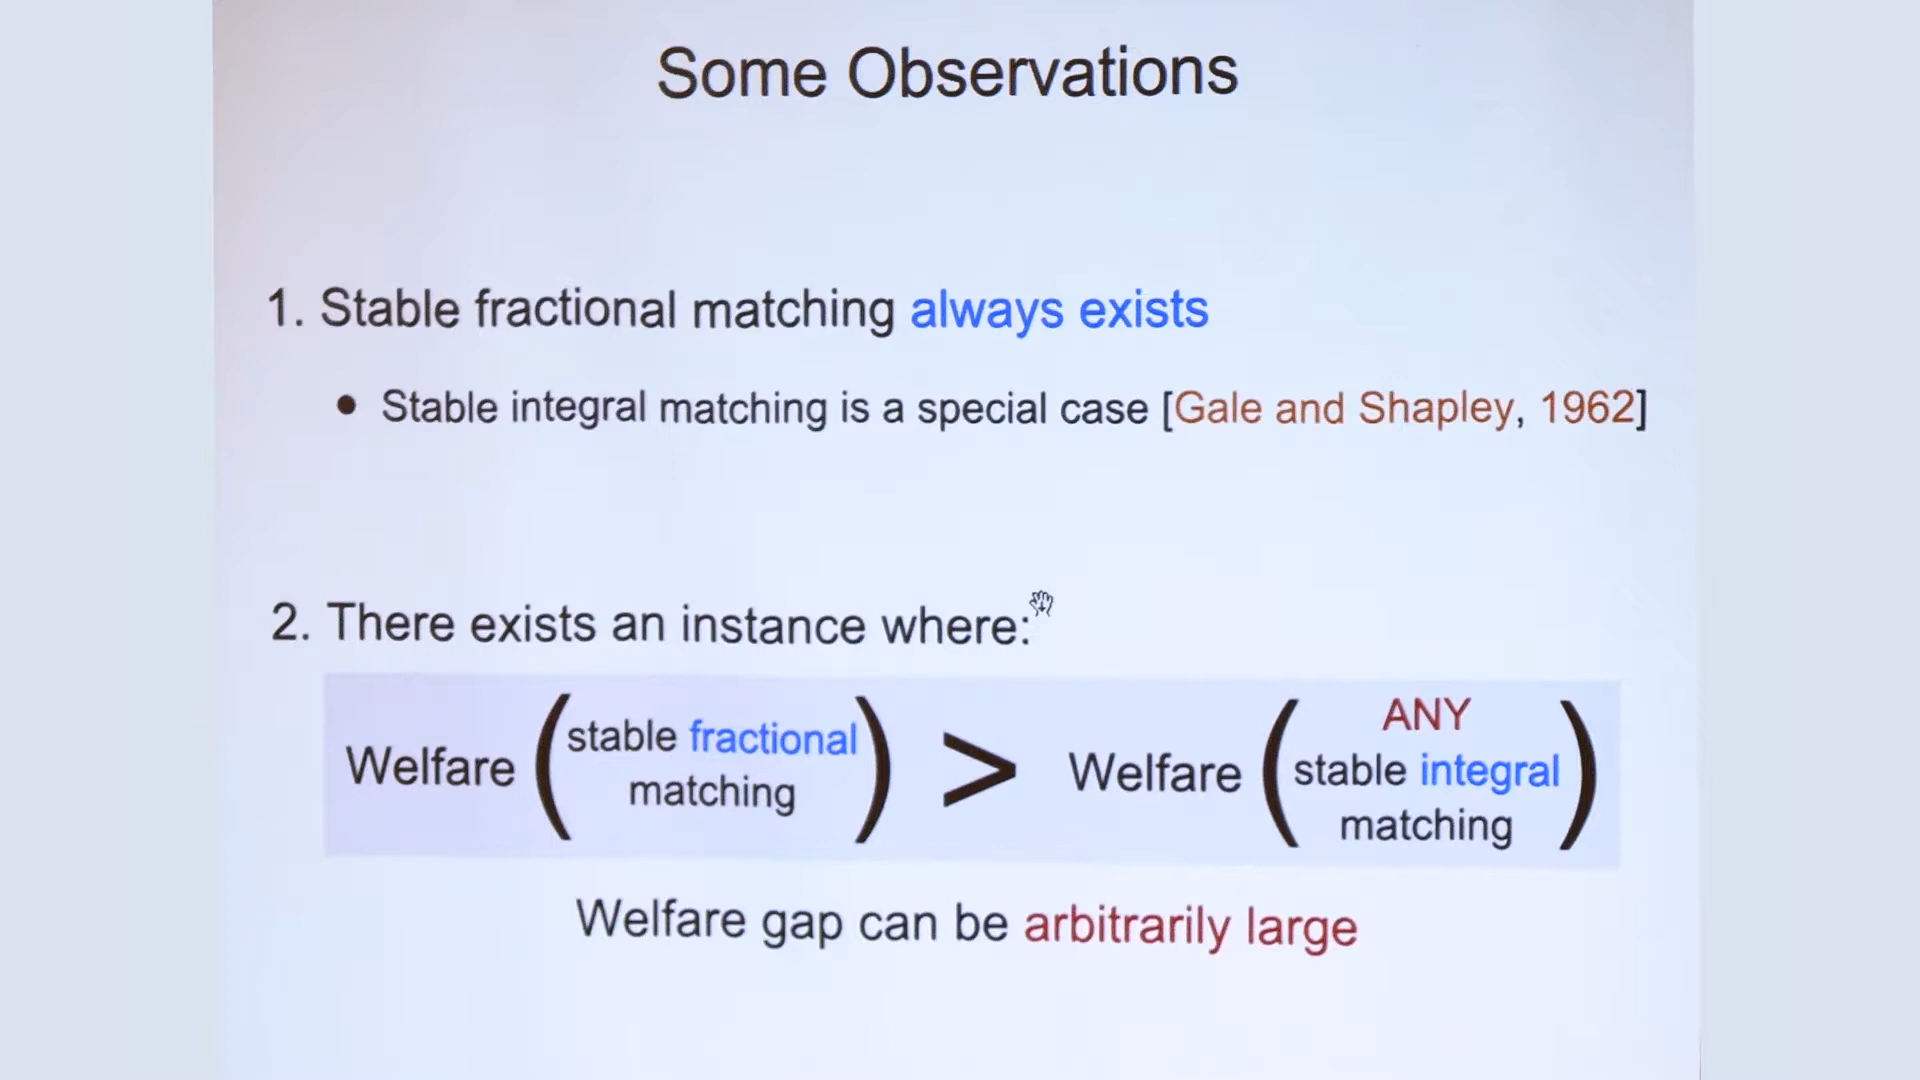 Some Observations
1. Stable fractional matching always exists
• Stable integral matching is a special case [Gale and Shapley, 1962]
2. There exists an instance where:
Welfare ( stable fractional matching ) > Welfare ( ANY stable integral matching )
Welfare gap can be arbitrarily large